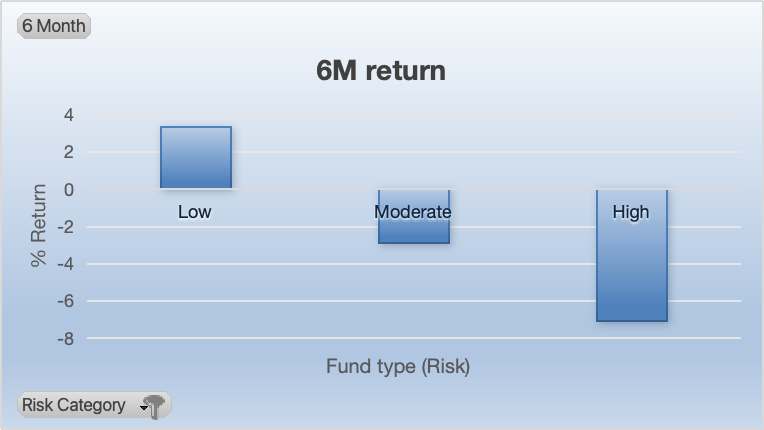 6 Month
6M return
4
2
0
-2
-4
-6
-8
% Return
Low
Moderate
High
Fund type (Risk)
Risk Category